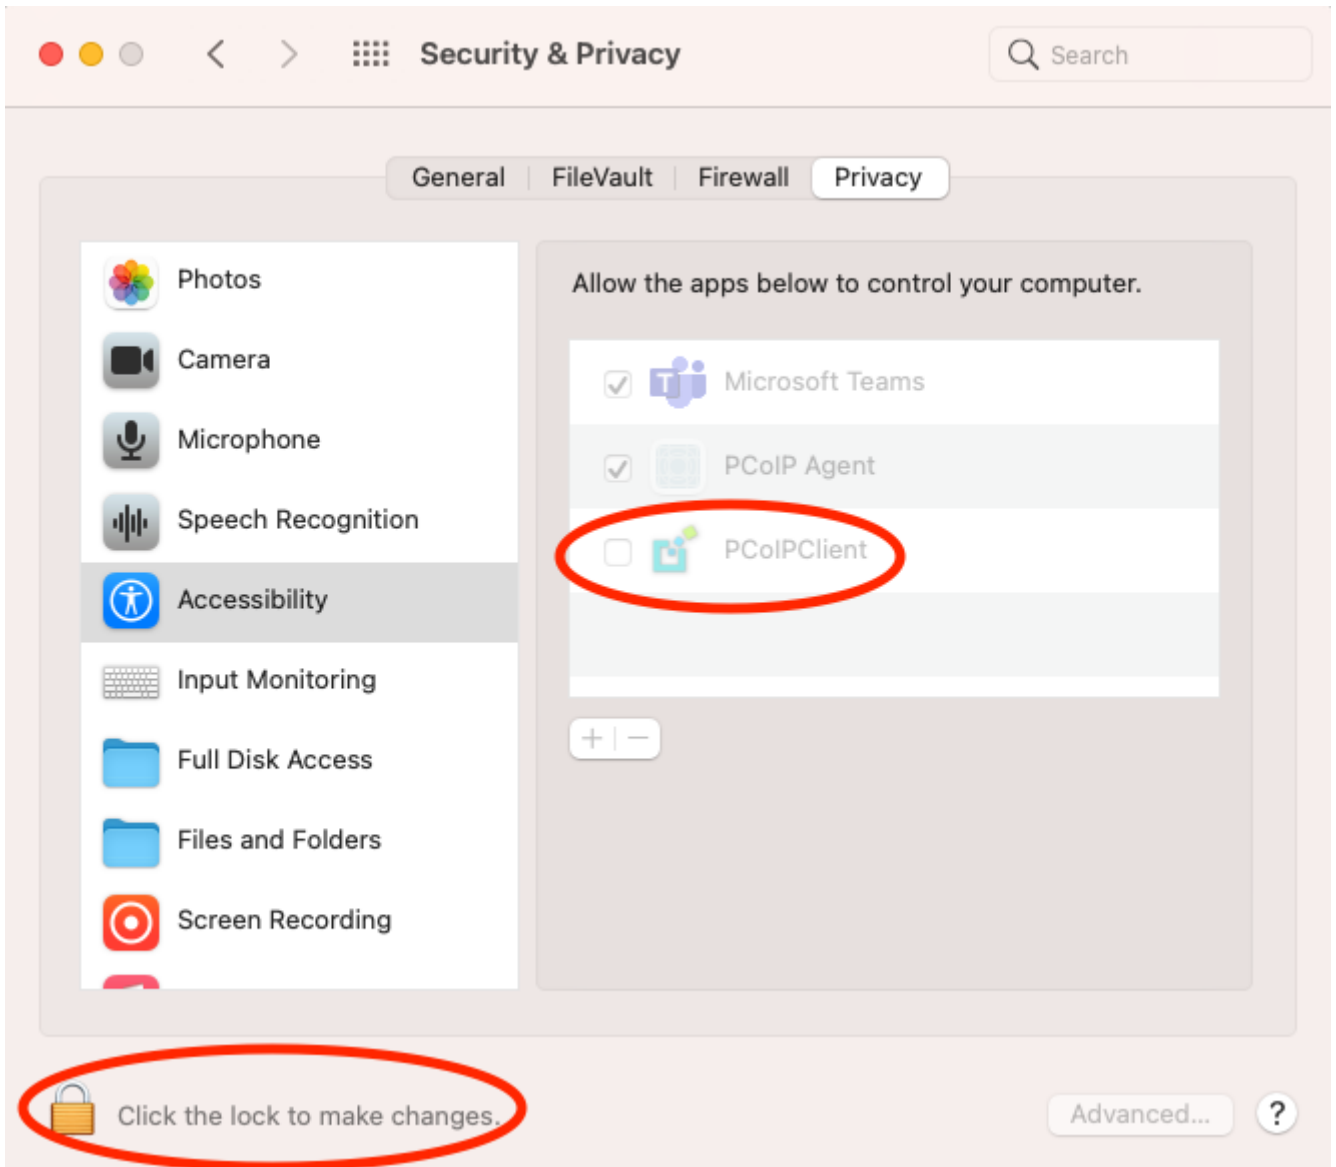 Security & Privacy
Search
General
FileVault
Firewall
Privacy
Photos
Camera
Microphone
Speech Recognition
Accessibility
Input Monitoring
Full Disk Access
Files and Folders
Screen Recording
Allow the apps below to control your computer.
T Microsoft Teams
PCoIP Agent
PCoIPClient
+ −
Click the lock to make changes.
Advanced...
?